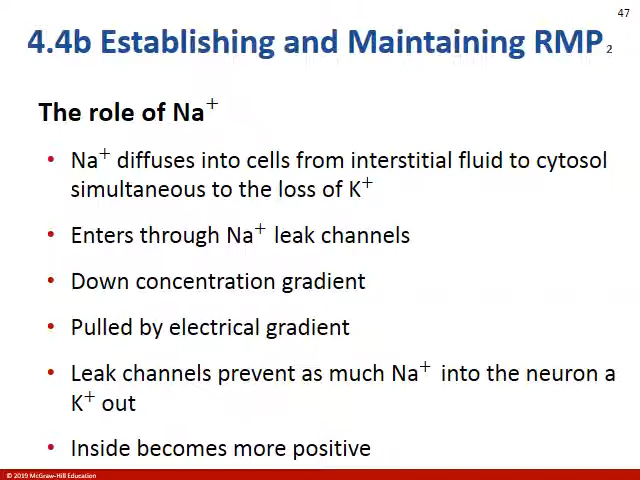 47
4.4b Establishing and Maintaining RMP 2
The role of Na⁺
• Na⁺ diffuses into cells from interstitial fluid to cytosol
simultaneous to the loss of K⁺
• Enters through Na⁺ leak channels
• Down concentration gradient
• Pulled by electrical gradient
• Leak channels prevent as much Na⁺ into the neuron a
K⁺ out
• Inside becomes more positive
© 2019 McGraw-Hill Education